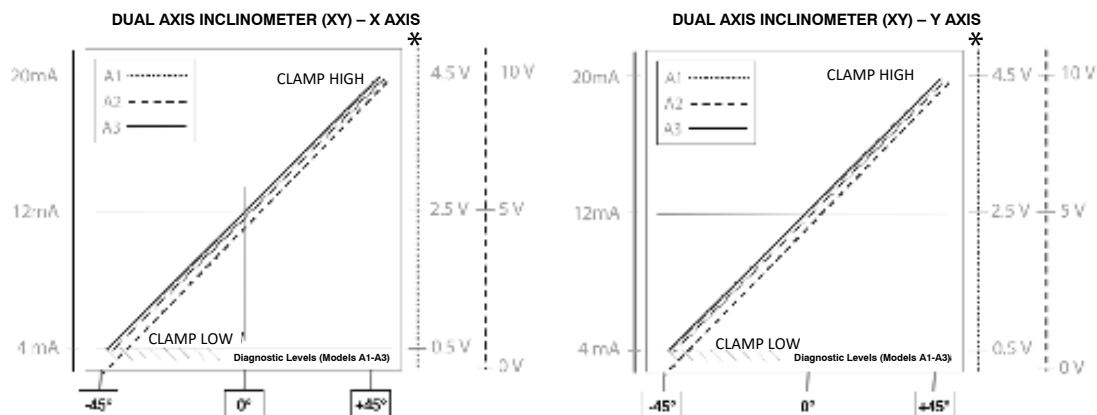 DUAL AXIS INCLINOMETER (XY) – X AXIS
*
20mA
A1
A2
A3
CLAMP HIGH
4.5 V
10 V
12mA
2.5 V
5 V
CLAMP LOW
4 mA
Diagnostic Levels (Models A1-A3)
0.5 V
0 V
-45°
0°
+45°
DUAL AXIS INCLINOMETER (XY) – Y AXIS
*
20mA
A1
A2
A3
CLAMP HIGH
4.5 V
10 V
12mA
2.5 V
5 V
CLAMP LOW
4 mA
Diagnostic Levels (Models A1-A3)
0.5 V
0 V
-45°
0°
+45°